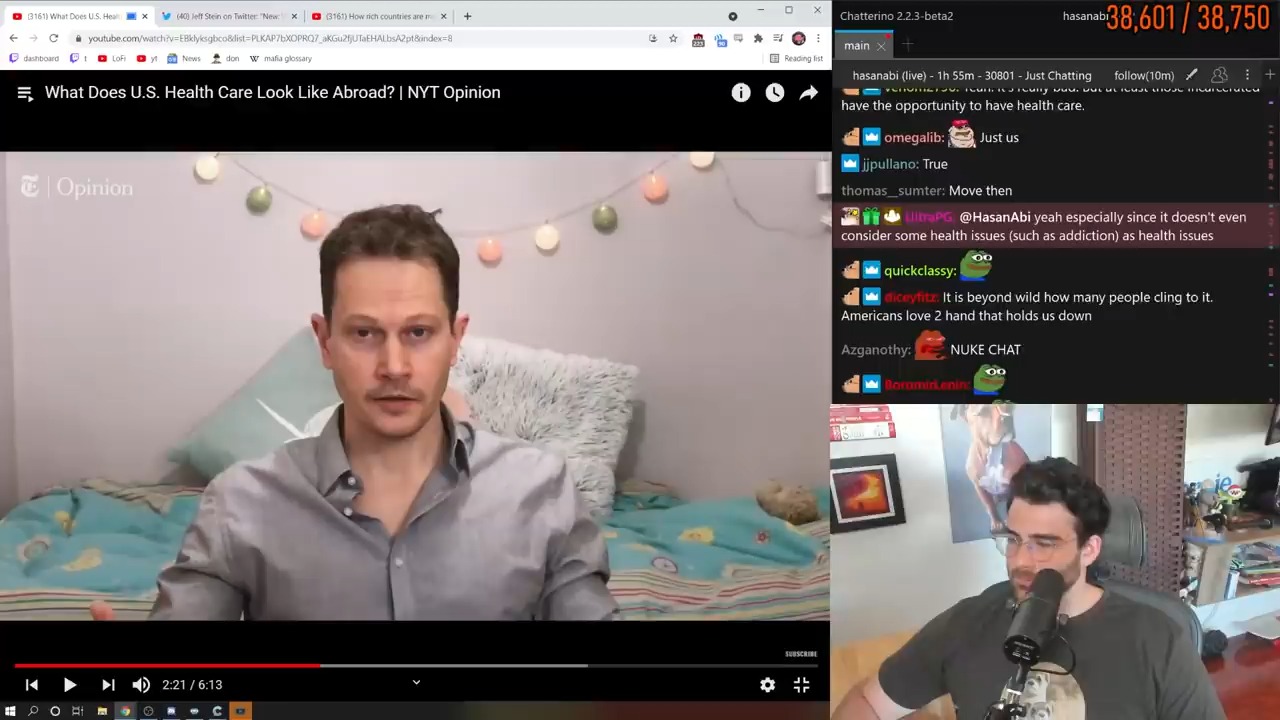 (3161) What Does U.S. Healt
(40) Jeff Stein on Twitter: "New:
(3161) How rich countries are m
youtube.com/watch?v=EBklyksgbco&list=PLKAP7bXOPRQ7_aKGu2fjUTaEHALbsA2pt&index=8
dashboard
LoFi
yt
News
don
mafia glossary
Reading list
What Does U.S. Health Care Look Like Abroad? | NYT Opinion
Opinion
SUBSCRIBE
2:21 / 6:13
Chatterino 2.2.3-beta2
hasanabi
38,601 / 38,750
main
hasanabi (live) - 1h 55m - 30801 - Just Chatting
follow(10m)
have the opportunity to have health care.
omegalib: Just us
jjpullano: True
thomas__sumter: Move then
UltraPG: @HasanAbi yeah especially since it doesn't even
consider some health issues (such as addiction) as health issues
quickclassy:
diceyfitz: It is beyond wild how many people cling to it.
Americans love 2 hand that holds us down
Azganothy: NUKE CHAT
BorominLenin: